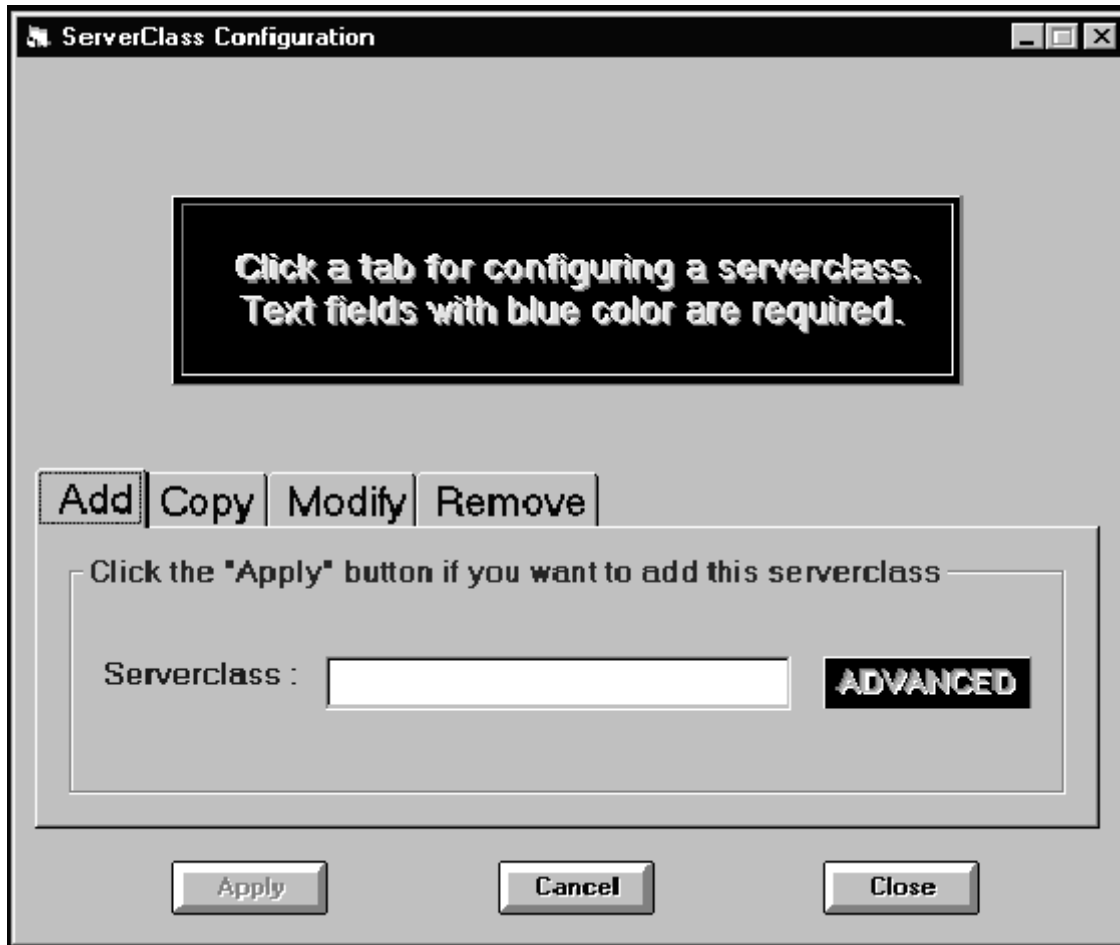 ServerClass Configuration
Click a tab for configuring a serverclass.
Text fields with blue color are required.
Add Copy Modify Remove
Click the "Apply" button if you want to add this serverclass
Serverclass : ADVANCED
Apply Cancel Close